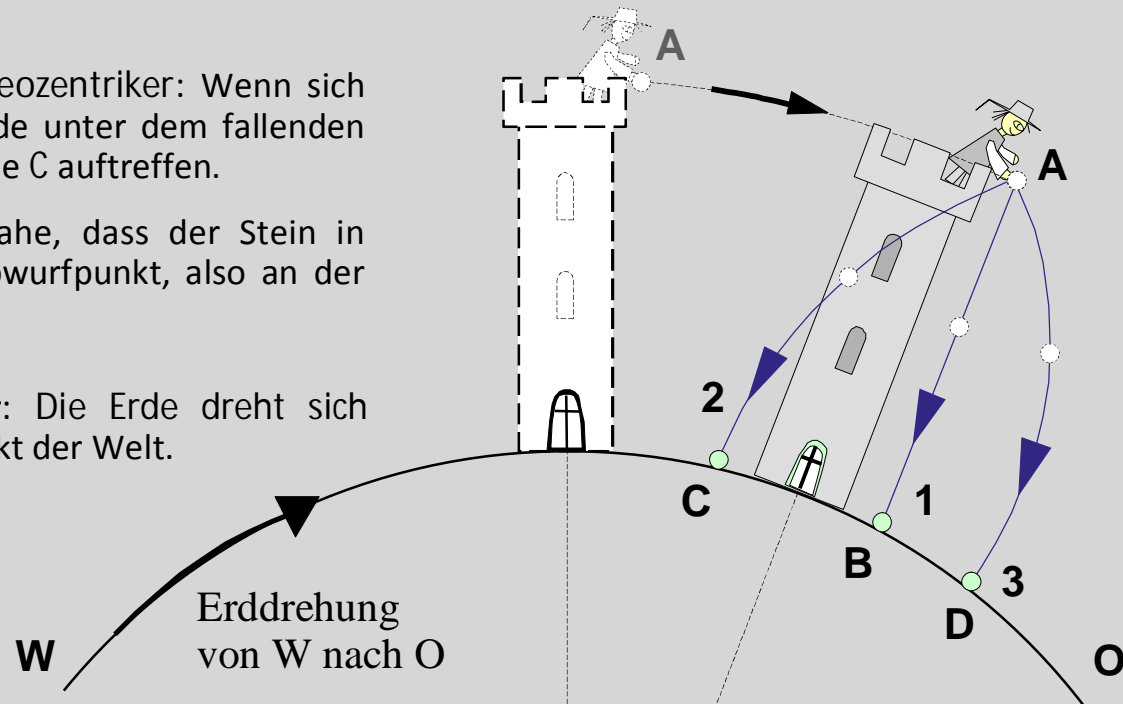 A
eozentriker: Wenn sich
de unter dem fallenden
e C auftreffen.
A
ahe, dass der Stein in
owurfpunkt, also an der
r: Die Erde dreht sich
kt der Welt.
2
C
1
B
3
D
Erddrehung
von W nach O
W
O